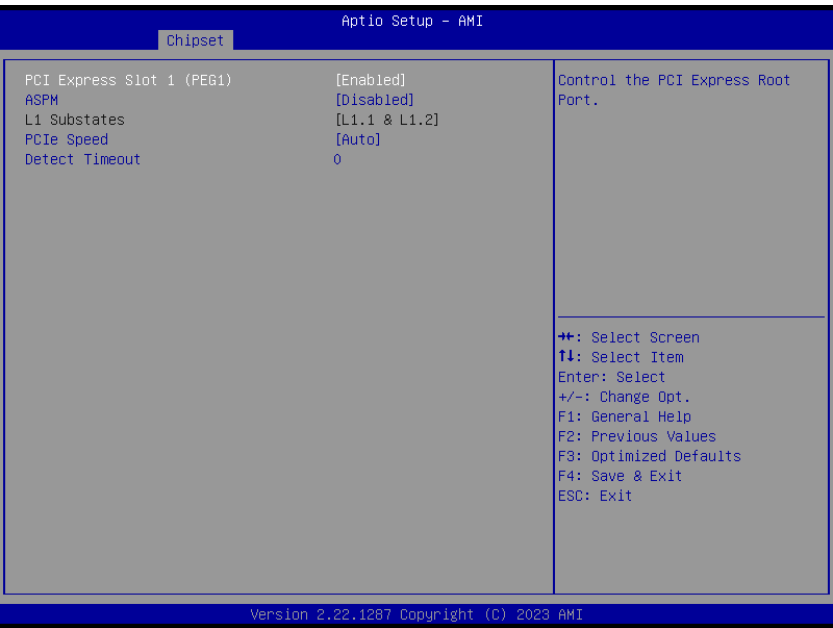 Aptio Setup – AMI
Chipset
PCI Express Slot 1 (PEG1) [Enabled]
ASPM [Disabled]
L1 Substates [L1.1 & L1.2]
PCIe Speed [Auto]
Detect Timeout 0
Control the PCI Express Root
Port.
→←: Select Screen
↑↓: Select Item
Enter: Select
+/-: Change Opt.
F1: General Help
F2: Previous Values
F3: Optimized Defaults
F4: Save & Exit
ESC: Exit
Version 2.22.1287 Copyright (C) 2023 AMI